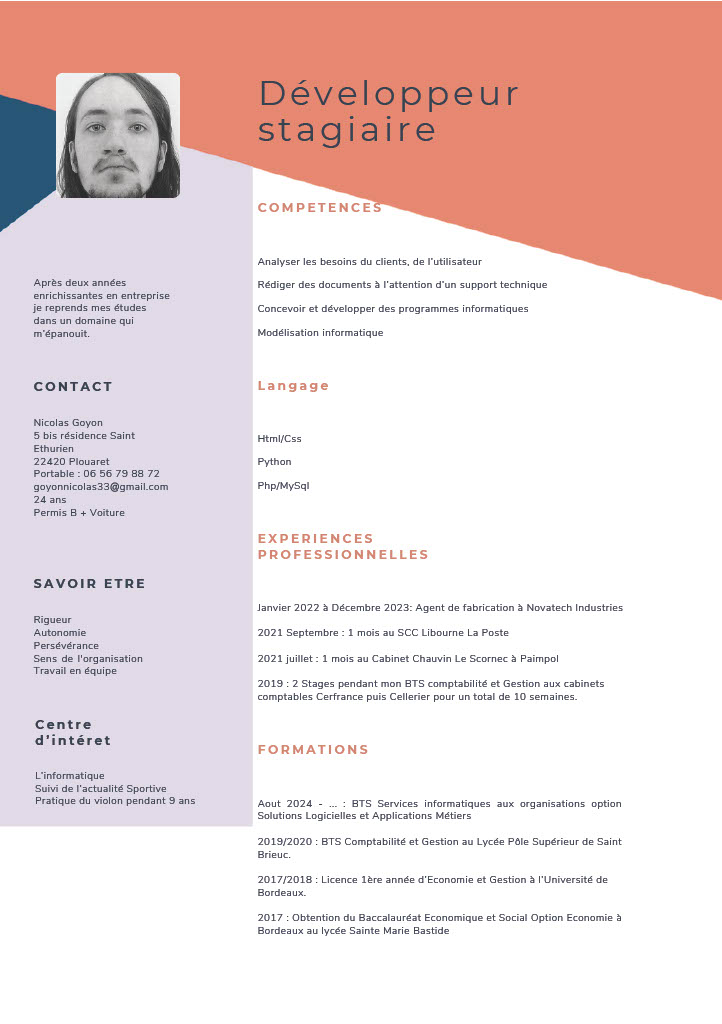 Développeur
stagiaire
Après deux années
enrichissantes en entreprise
je reprends mes études
dans un domaine qui
m'épanouit.
CONTACT
Nicolas Goyon
5 bis résidence Saint
Ethurien
22420 Plouaret
Portable : 06 56 79 88 72
goyonnicolas33@gmail.com
24 ans
Permis B + Voiture
SAVOIR ETRE
Rigueur
Autonomie
Persévérance
Sens de l'organisation
Travail en équipe
Centre
d'intéret
L'informatique
Suivi de l'actualité Sportive
Pratique du violon pendant 9 ans
COMPETENCES
Analyser les besoins du clients, de l'utilisateur
Rédiger des documents à l'attention d'un support technique
Concevoir et développer des programmes informatiques
Modélisation informatique
Langage
Html/Css
Python
Php/MySql
EXPERIENCES
PROFESSIONNELLES
Janvier 2022 à Décembre 2023: Agent de fabrication à Novatech Industries
2021 Septembre : 1 mois au SCC Libourne La Poste
2021 juillet : 1 mois au Cabinet Chauvin Le Scornec à Paimpol
2019 : 2 Stages pendant mon BTS comptabilité et Gestion aux cabinets
comptables Cerfrance puis Cellerier pour un total de 10 semaines.
FORMATIONS
Aout 2024 - ... : BTS Services informatiques aux organisations option
Solutions Logicielles et Applications Métiers
2019/2020 : BTS Comptabilité et Gestion au Lycée Pôle Supérieur de Saint
Brieuc.
2017/2018 : Licence 1ère année d'Economie et Gestion à l'Université de
Bordeaux.
2017 : Obtention du Baccalauréat Economique et Social Option Economie à
Bordeaux au lycée Sainte Marie Bastide